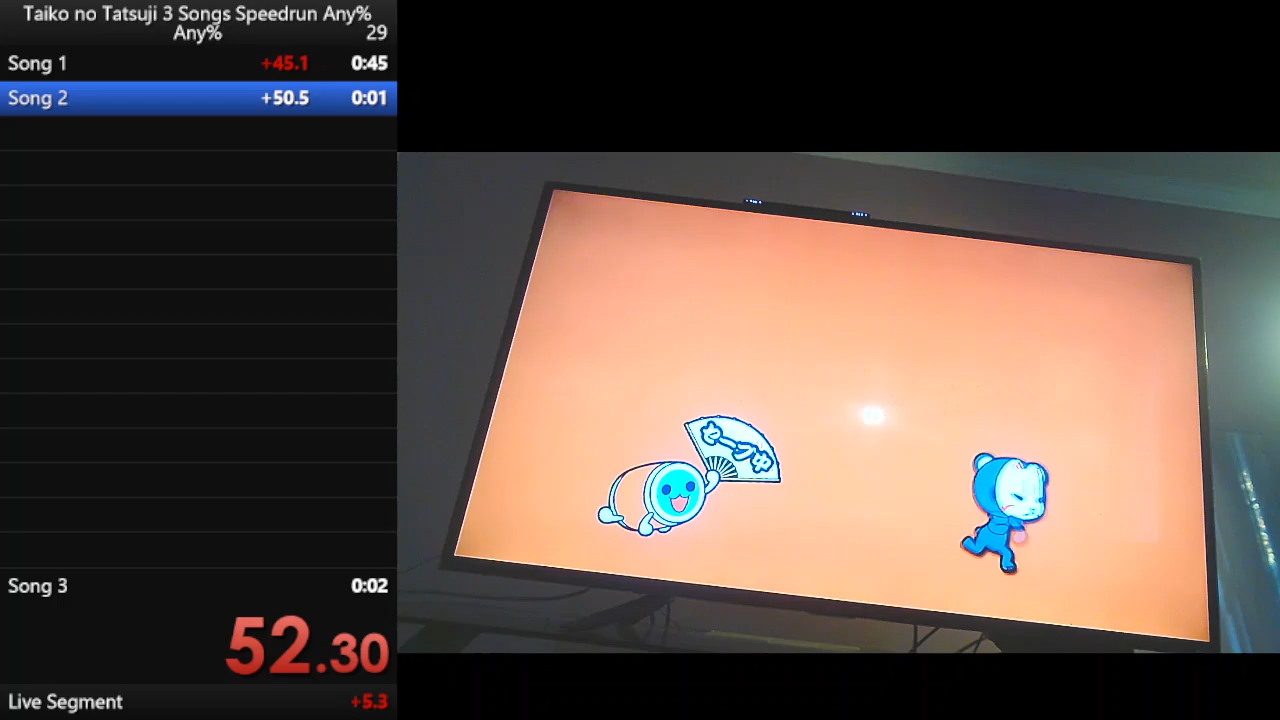 Taiko no Tatsuji 3 Songs Speedrun Any%
Any% 29
Song 1 +45.1 0:45
Song 2 +50.5 0:01
Song 3 0:02
52.30
Live Segment +5.3